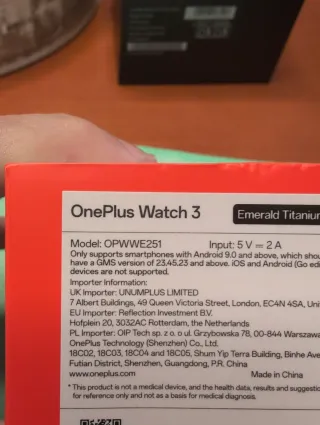 OnePlus Watch 3
Emerald Titanium
Model: OPWWE251 Input: 5 V ⎓ 2 A
Only supports smartphones with Android 9.0 and above, which shou
have a GMS version of 23.45.23 and above. iOS and Android (Go edi
devices are not supported.
Importer Information:
UK Importer: UNUMPLUS LIMITED
7 Albert Buildings, 49 Queen Victoria Street, London, EC4N 4SA, Uni
EU Importer: Reflection Investment B.V.
Hofplein 20, 3032AC Rotterdam, the Netherlands
PL Importer: OIP Tech sp. z o. o ul. Grzybowska 78, 00-844 Warszawa
OnePlus Technology (Shenzhen) Co., Ltd.
18C02, 18C03, 18C04 and 18C05, Shum Yip Terra Building, Binhe Ave
Futian District, Shenzhen, Guangdong, P.R. China
www.oneplus.com Made in China
* This product is not a medical device, and the health data, results and suggestio
for reference only and not as a basis for medical diagnosis.